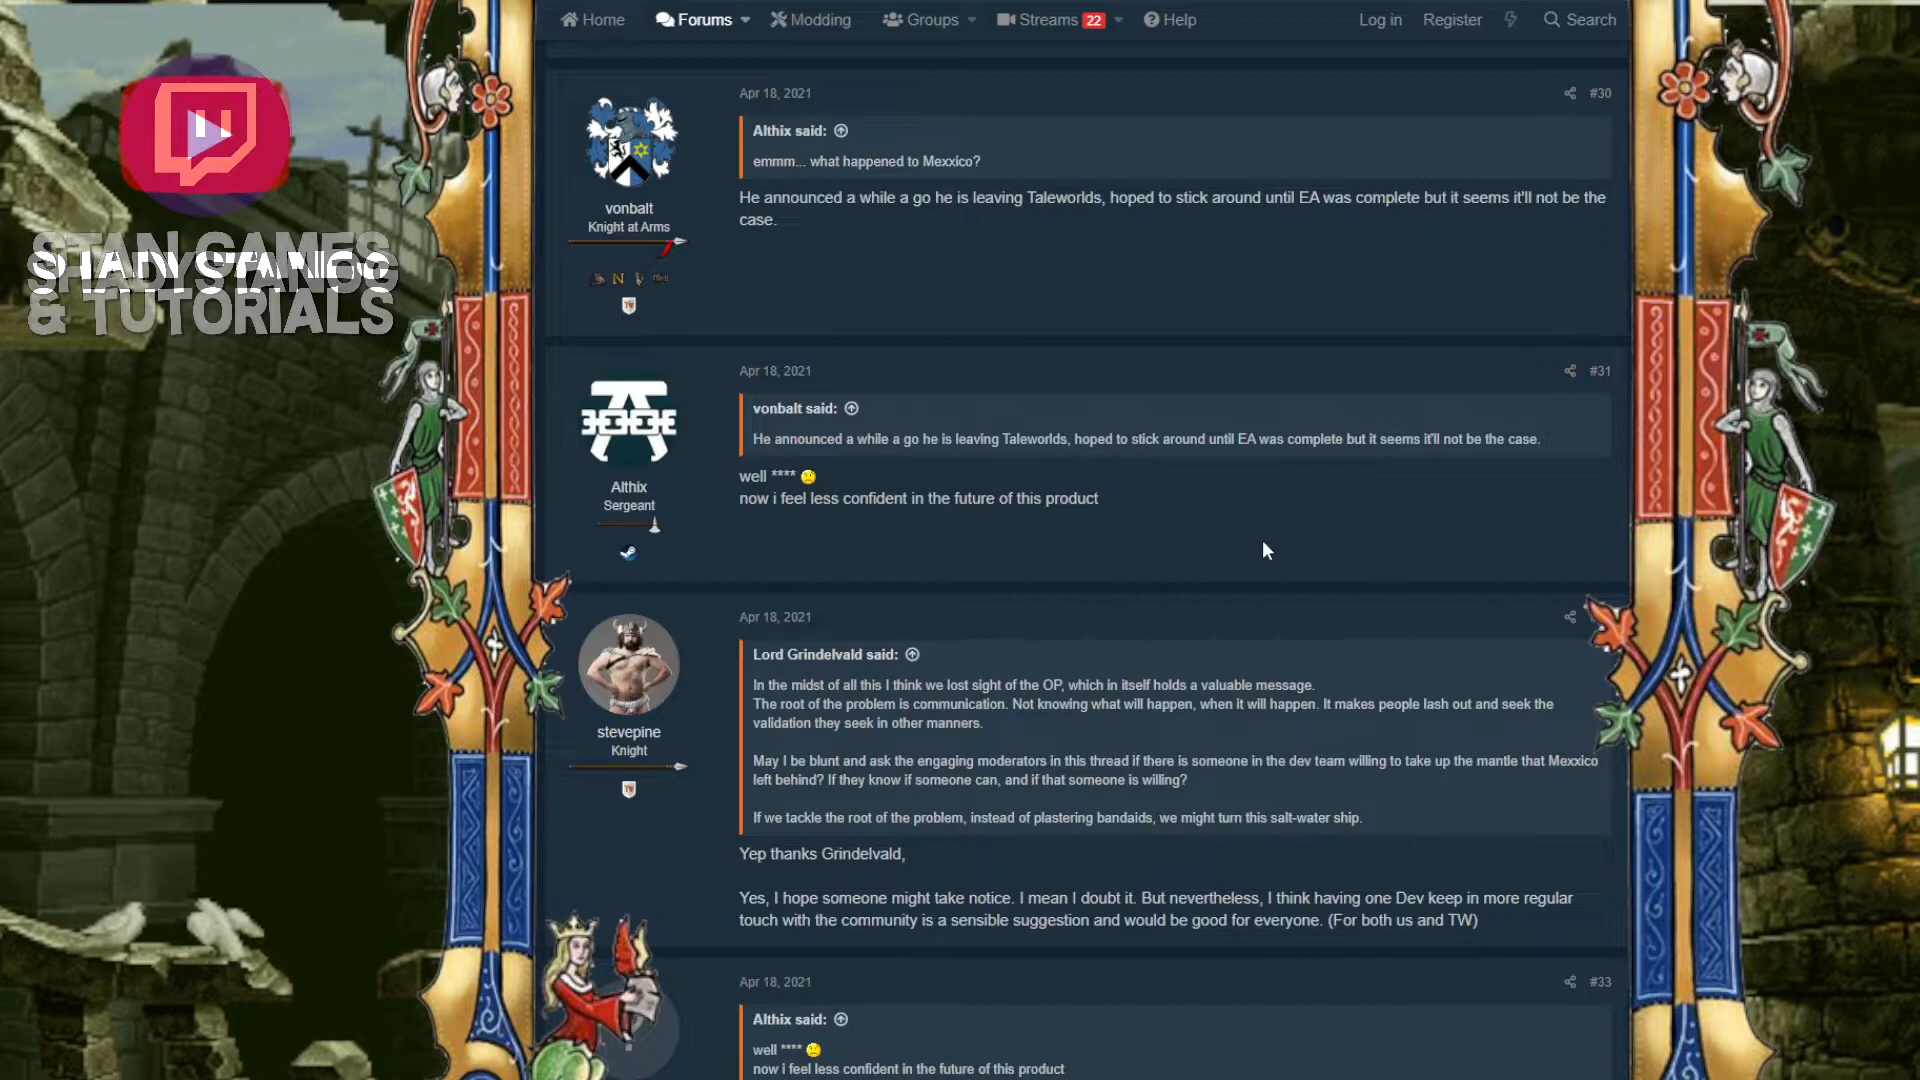 Home
Forums
Modding
Groups
Streams 22
Help
Log in
Register
Search
STAN GAMES
& TUTORIALS
Apr 18, 2021
#30
vonbalt
Knight at Arms
N
Althix said:
emmm... what happened to Mexxico?
He announced a while a go he is leaving Taleworlds, hoped to stick around until EA was complete but it seems it'll not be the
case.
Apr 18, 2021
#31
Althix
Sergeant
vonbalt said:
He announced a while a go he is leaving Taleworlds, hoped to stick around until EA was complete but it seems it'll not be the case.
well ****
now i feel less confident in the future of this product
Apr 18, 2021
stevepine
Knight
Lord Grindelvald said:
In the midst of all this I think we lost sight of the OP, which in itself holds a valuable message.
The root of the problem is communication. Not knowing what will happen, when it will happen. It makes people lash out and seek the
validation they seek in other manners.
May I be blunt and ask the engaging moderators in this thread if there is someone in the dev team willing to take up the mantle that Mexxico
left behind? If they know if someone can, and if that someone is willing?
If we tackle the root of the problem, instead of plastering bandaids, we might turn this salt-water ship.
Yep thanks Grindelvald,
Yes, I hope someone might take notice. I mean I doubt it. But nevertheless, I think having one Dev keep in more regular
touch with the community is a sensible suggestion and would be good for everyone. (For both us and TW)
Apr 18, 2021
#33
Althix said:
well ****
now i feel less confident in the future of this product